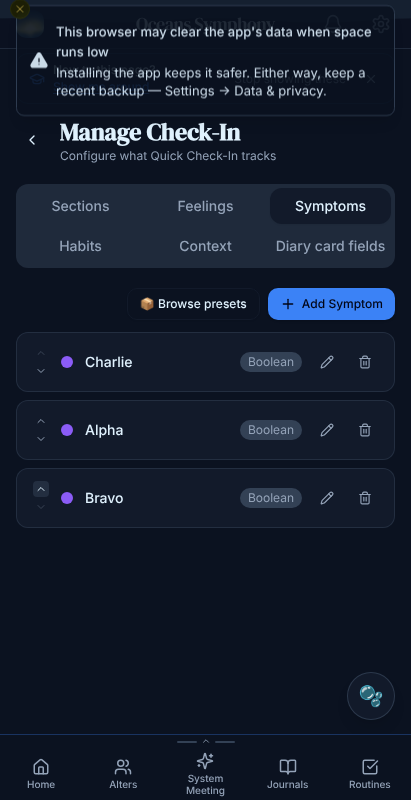 This browser may clear the app's data when space
runs low
Installing the app keeps it safer. Either way, keep a
recent backup — Settings → Data & privacy.
Oceans Symphony
Manage Check-In
Configure what Quick Check-In tracks
Sections
Feelings
Symptoms
Habits
Context
Diary card fields
Browse presets
+ Add Symptom
Charlie
Boolean
Alpha
Boolean
Bravo
Boolean
Home
Alters
System
Meeting
Journals
Routines